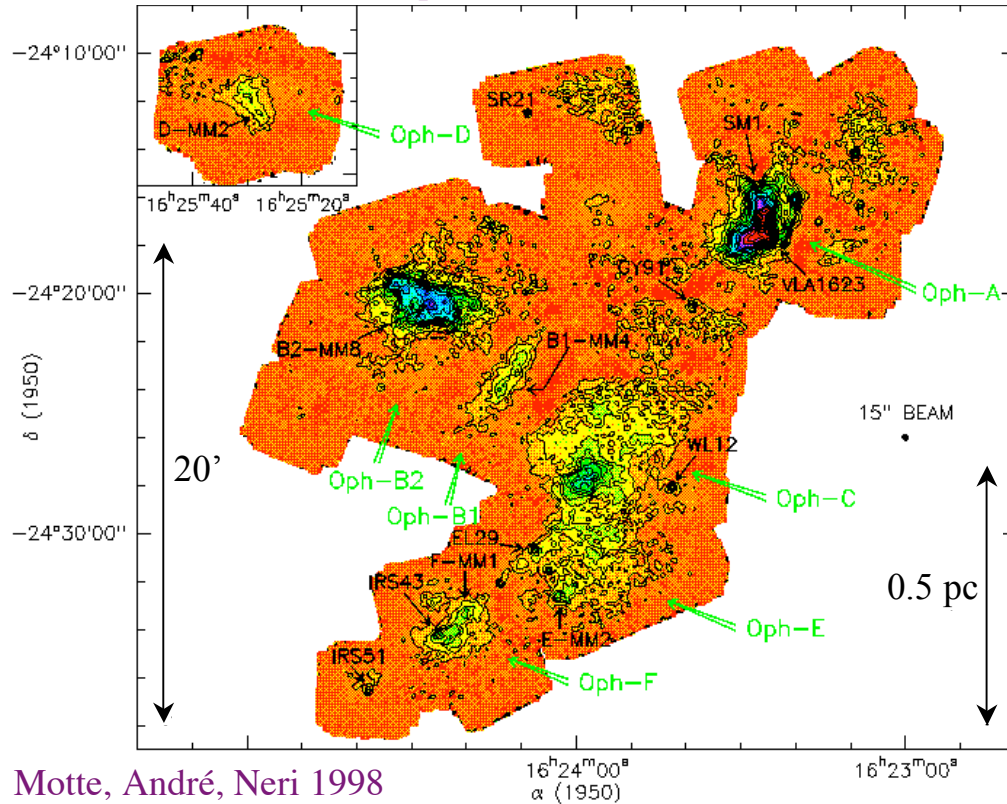 −24°10'00''
SR21
SM1
D−MM2
Oph−D
16ʰ25ᵐ40ˢ 16ʰ25ᵐ20ˢ
GY91
VLA1623
Oph−A
−24°20'00''
B2−MM8
B1−MM4
δ (1950)
15" BEAM
20’
WL12
Oph−B2
Oph−C
Oph−B1
−24°30'00''
EL29
F−MM1
IRS43
0.5 pc
E−MM2
Oph−E
IRS51
Oph−F
16ʰ24ᵐ00ˢ 16ʰ23ᵐ00ˢ
Motte, André, Neri 1998
α (1950)